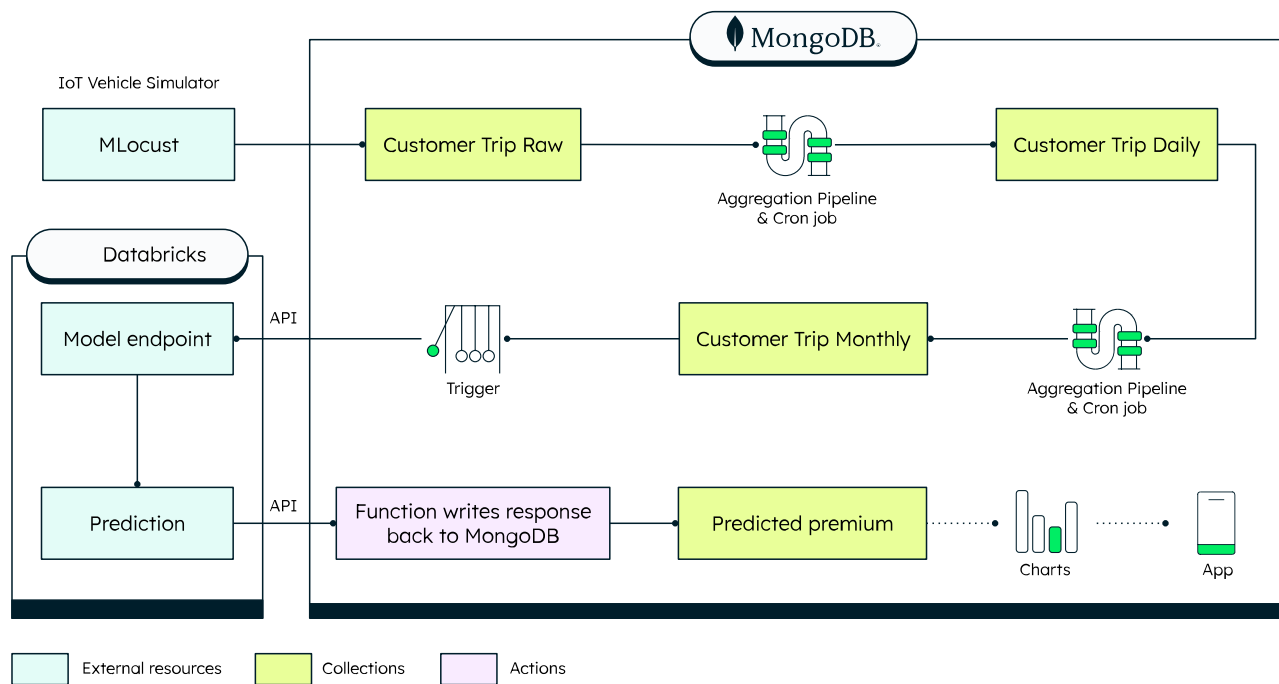 MongoDB.
IoT Vehicle Simulator
MLocust
Customer Trip Raw
Aggregation Pipeline
& Cron job
Customer Trip Daily
Databricks
Model endpoint
API
Trigger
Customer Trip Monthly
Aggregation Pipeline
& Cron job
Prediction
API
Function writes response
back to MongoDB
Predicted premium
Charts
App
External resources
Collections
Actions